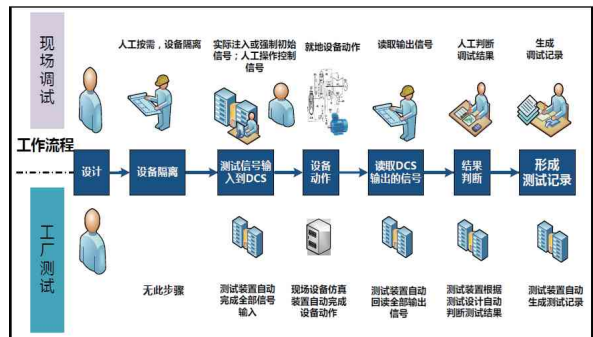 现场调试
人工按需，设备隔离
实际注入或强制初始
信号；人工操作控制
信号
就地设备动作
读取输出信号
人工判断
调试结果
生成
调试记录
工作流程
设计
设备隔离
测试信号输
入到DCS
设备
动作
读取DCS
输出的信号
结果
判断
形成
测试记录
工厂测试
无此步骤
测试装置自动
完成全部信号
输入
现场设备仿真
装置自动完成
设备动作
测试装置自动
回读全部输出
信号
测试装置根据
测试设计自动
判断测试结果
测试装置自动
生成测试记录